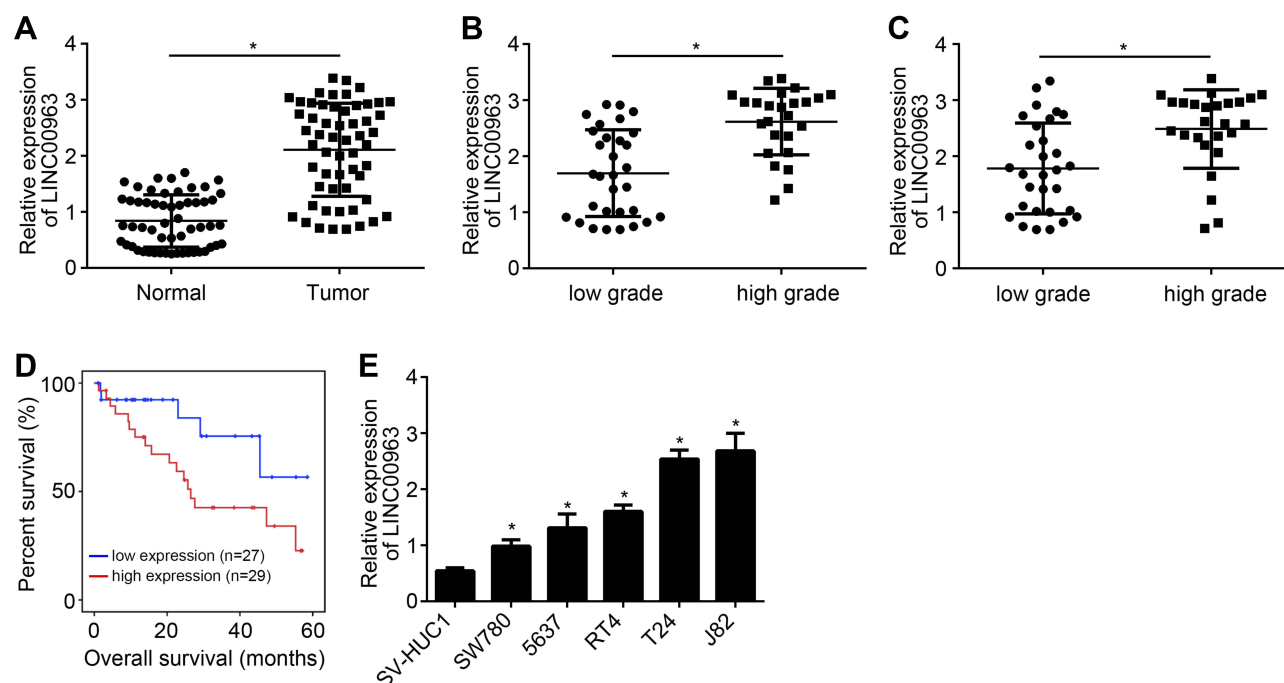 A
Relative expression
of LINC00963
4
3
2
1
0
*
Normal
Tumor
B
Relative expression
of LINC00963
4
3
2
1
0
*
low grade
high grade
C
Relative expression
of LINC00963
4
3
2
1
0
*
low grade
high grade
D
Percent survival (%)
100
50
0
low expression (n=27)
high expression (n=29)
0 20 40 60
Overall survival (months)
E
Relative expression
of LINC00963
4
3
2
1
0
* * * * *
SV-HUC1
SW780
5637
RT4
T24
J82